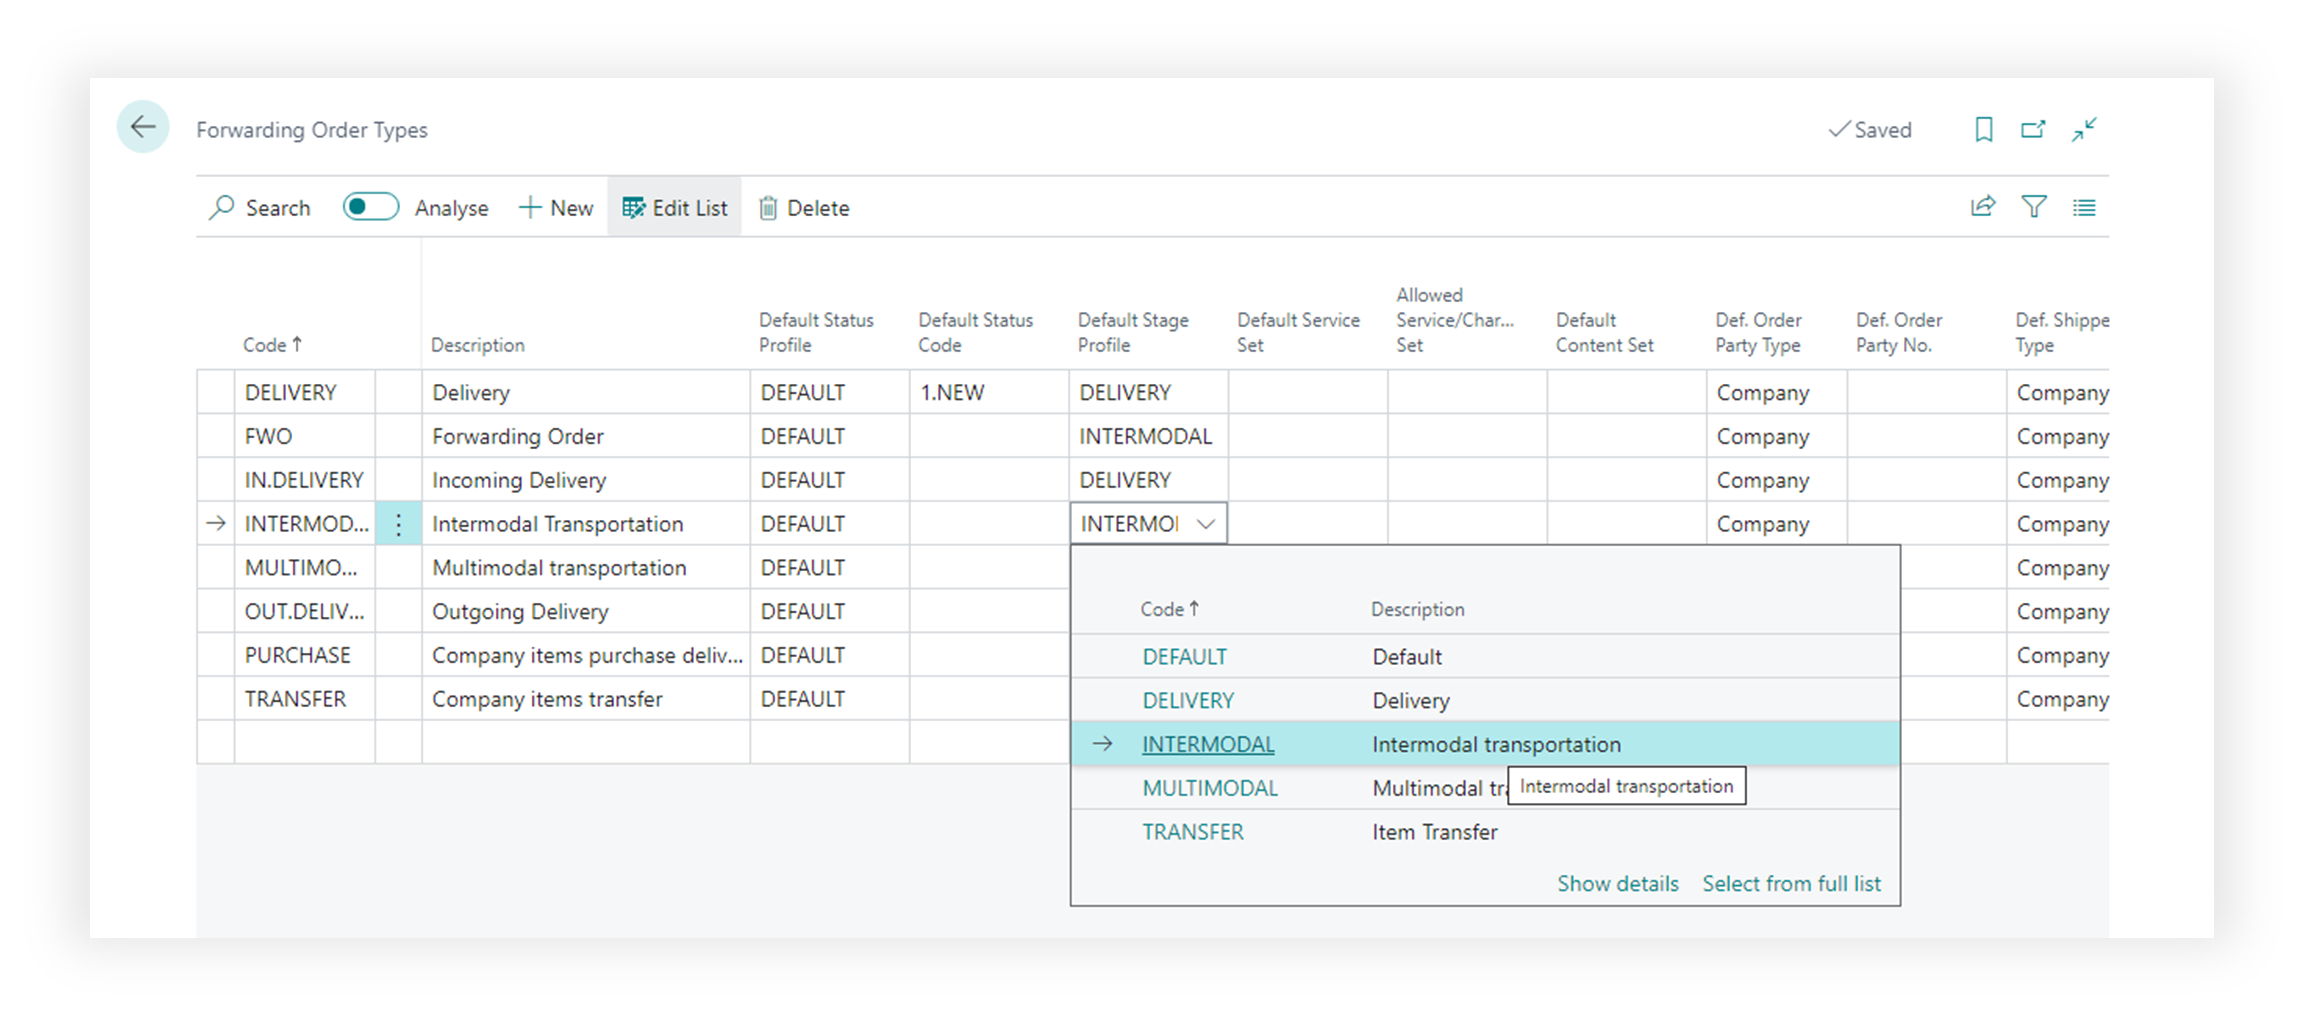 Forwarding Order Types
Saved
Search Analyse New Edit List Delete
Code↑ Description Default Status Profile Default Status Code Default Stage Profile Default Service Set Allowed Service/Char... Set Default Content Set Def. Order Party Type Def. Order Party No. Def. Shippe Type
DELIVERY Delivery DEFAULT 1.NEW DELIVERY Company Company
FWO Forwarding Order DEFAULT INTERMODAL Company Company
IN.DELIVERY Incoming Delivery DEFAULT DELIVERY Company Company
INTERMOD... Intermodal Transportation DEFAULT INTERMO Company Company
MULTIMO... Multimodal transportation DEFAULT Company
OUT.DELIV... Outgoing Delivery DEFAULT Company
PURCHASE Company items purchase deliv... DEFAULT Company
TRANSFER Company items transfer DEFAULT Company
Code↑ Description
DEFAULT Default
DELIVERY Delivery
INTERMODAL Intermodal transportation
MULTIMODAL Multimodal tr
Intermodal transportation
TRANSFER Item Transfer
Show details Select from full list